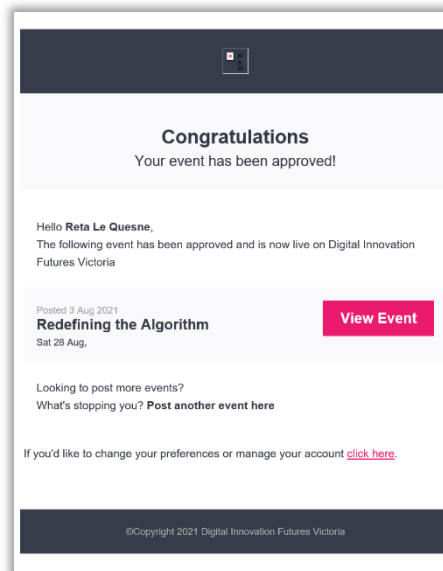 Congratulations
Your event has been approved!
Hello Reta Le Quesne,
The following event has been approved and is now live on Digital Innovation
Futures Victoria
Posted 3 Aug 2021
Redefining the Algorithm
Sat 28 Aug,
View Event
Looking to post more events?
What's stopping you? Post another event here
If you'd like to change your preferences or manage your account click here.
©Copyright 2021 Digital Innovation Futures Victoria